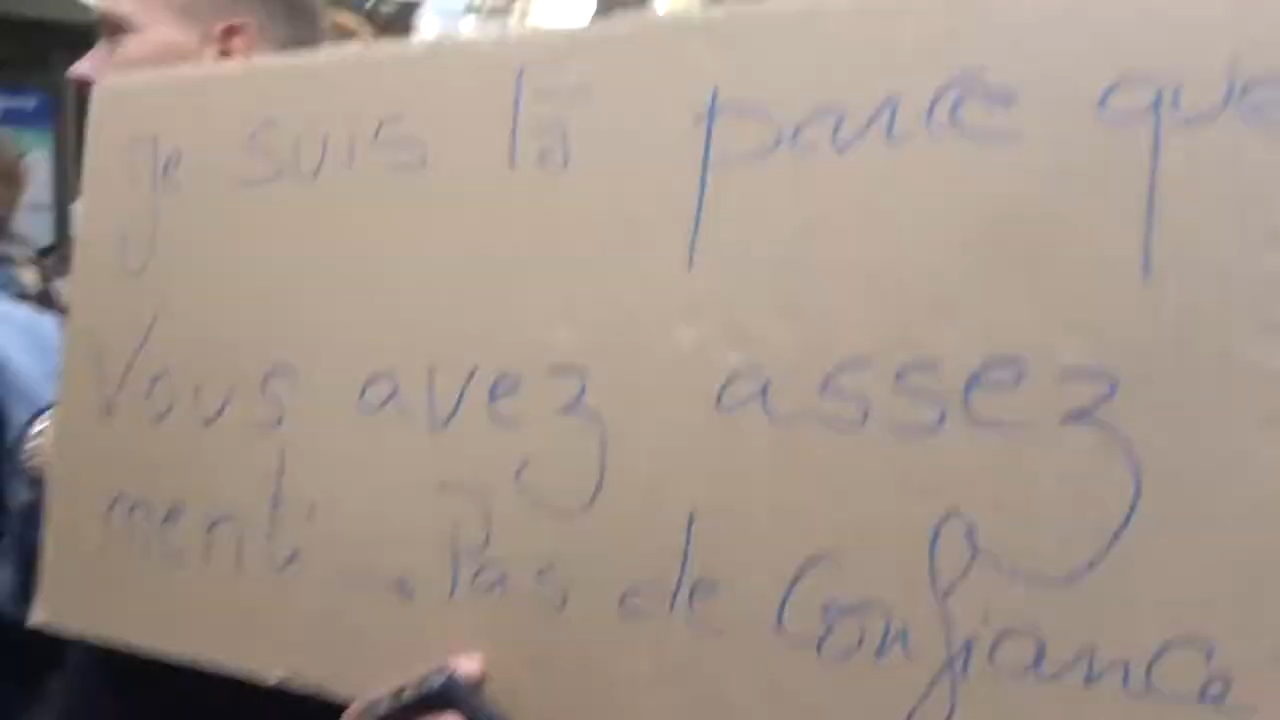 Je suis là parce que
Vous avez assez
menti. Pas de Confiance